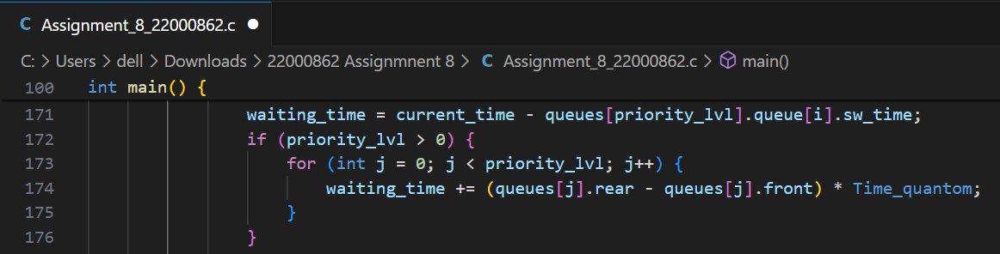 C Assignment_8_22000862.c ●
C: > Users > dell > Downloads > 22000862 Assignmnent 8 > C Assignment_8_22000862.c > main()
100 int main() {
171 waiting_time = current_time - queues[priority_lvl].queue[i].sw_time;
172 if (priority_lvl > 0) {
173 for (int j = 0; j < priority_lvl; j++) {
174 waiting_time += (queues[j].rear - queues[j].front) * Time_quantom;
175 }
176 }